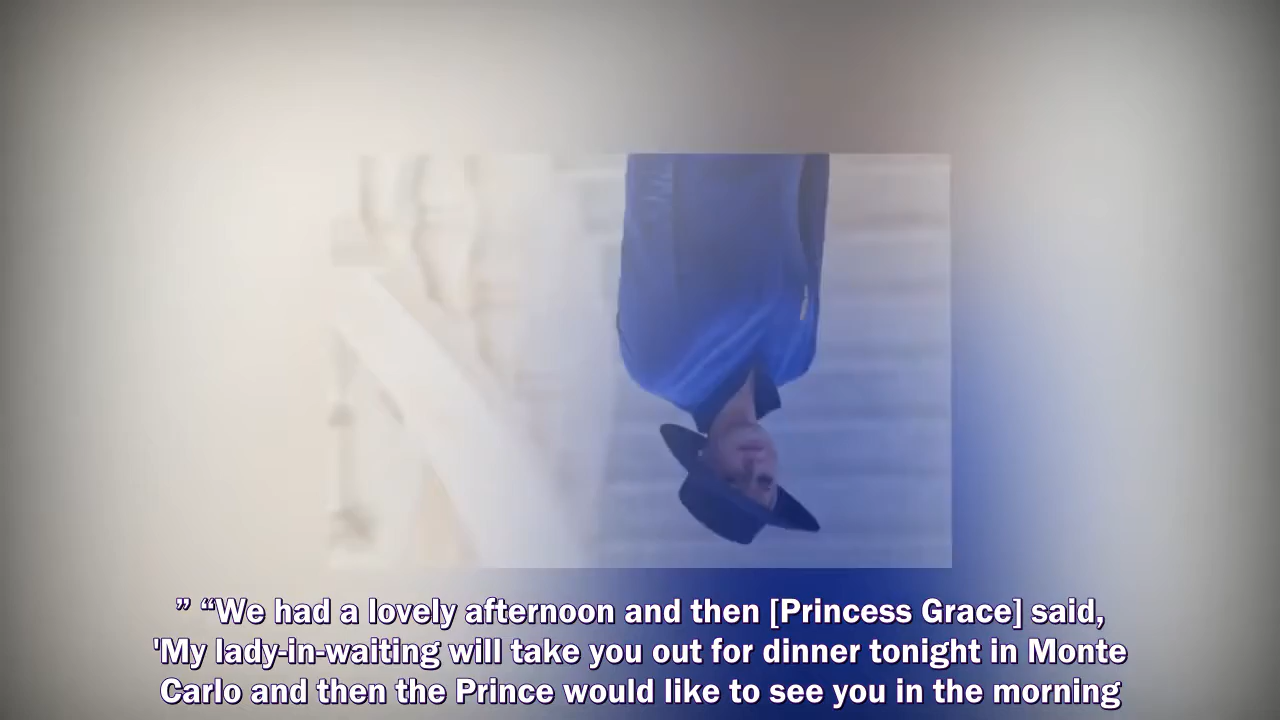 ” “We had a lovely afternoon and then [Princess Grace] said,
'My lady-in-waiting will take you out for dinner tonight in Monte
Carlo and then the Prince would like to see you in the morning